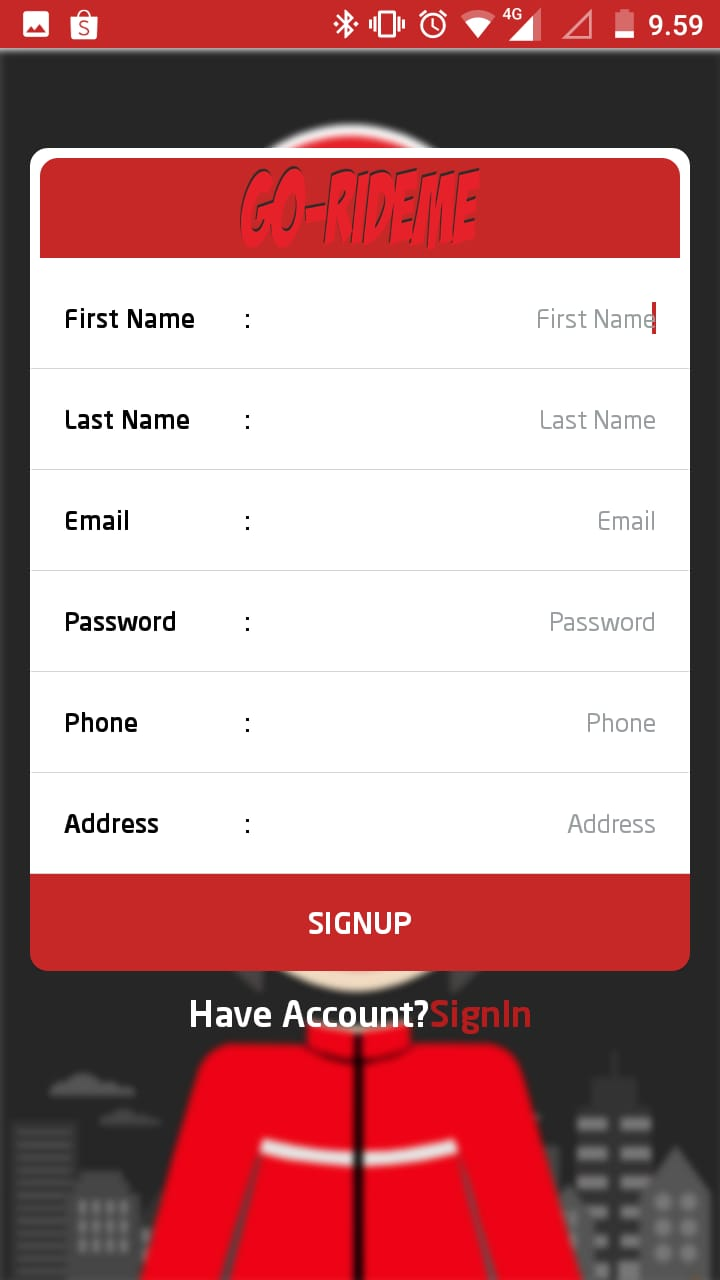 4G 9.59
GO-RIDEME
First Name : First Name
Last Name : Last Name
Email : Email
Password : Password
Phone : Phone
Address : Address
SIGNUP
Have Account?SignIn